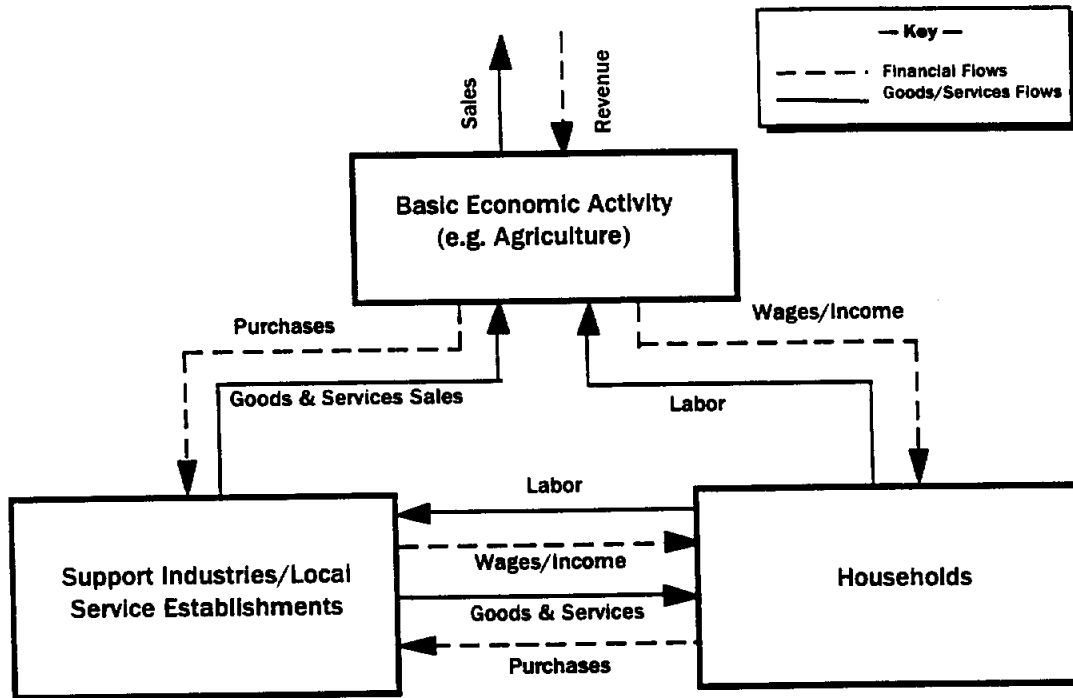 — Key —
Financial Flows
Goods/Services Flows
Sales
Revenue
Basic Economic Activity
(e.g. Agriculture)
Purchases
Wages/Income
Goods & Services Sales
Labor
Labor
Wages/Income
Goods & Services
Purchases
Support Industries/Local
Service Establishments
Households